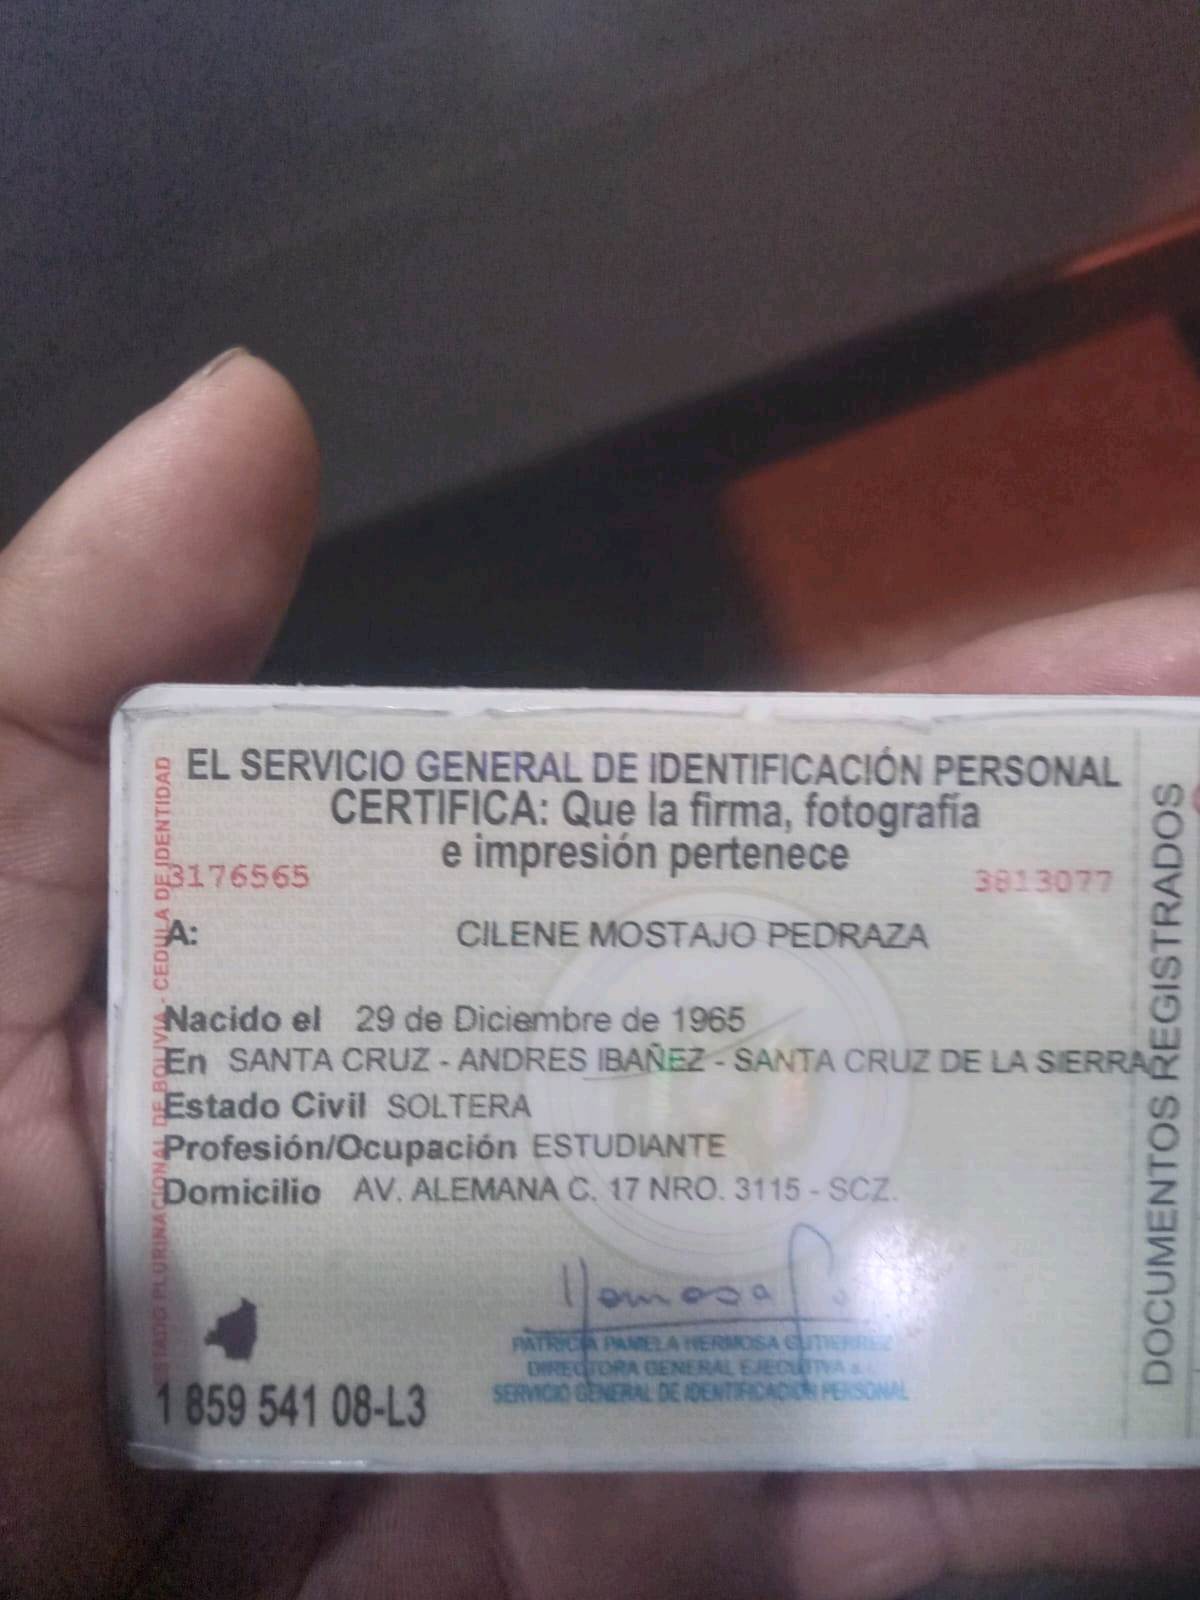 EL SERVICIO GENERAL DE IDENTIFICACIÓN PERSONAL
CERTIFICA: Que la firma, fotografía
e impresión pertenece
3176565
3813077
A: CILENE MOSTAJO PEDRAZA
Nacido el 29 de Diciembre de 1965
En SANTA CRUZ - ANDRES IBAÑEZ - SANTA CRUZ DE LA SIERRA
Estado Civil SOLTERA
Profesión/Ocupación ESTUDIANTE
Domicilio AV. ALEMANA C. 17 NRO. 3115 - SCZ.
PATRICIA PAMELA HERMOSA GUTIERREZ
DIRECTORA GENERAL EJECUTIVA a.i.
SERVICIO GENERAL DE IDENTIFICACION PERSONAL
1 859 541 08-L3
ESTADO PLURINACIONAL DE BOLIVIA - CEDULA DE IDENTIDAD
DOCUMENTOS REGISTRADOS